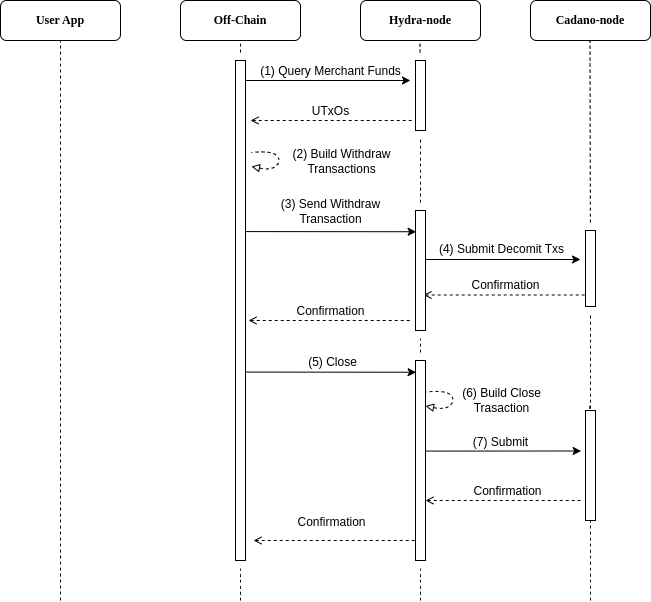 User App
Off-Chain
Hydra-node
Cadano-node
(1) Query Merchant Funds
UTxOs
(2) Build Withdraw
Transactions
(3) Send Withdraw
Transaction
(4) Submit Decomit Txs
Confirmation
Confirmation
(5) Close
(6) Build Close
Trasaction
(7) Submit
Confirmation
Confirmation